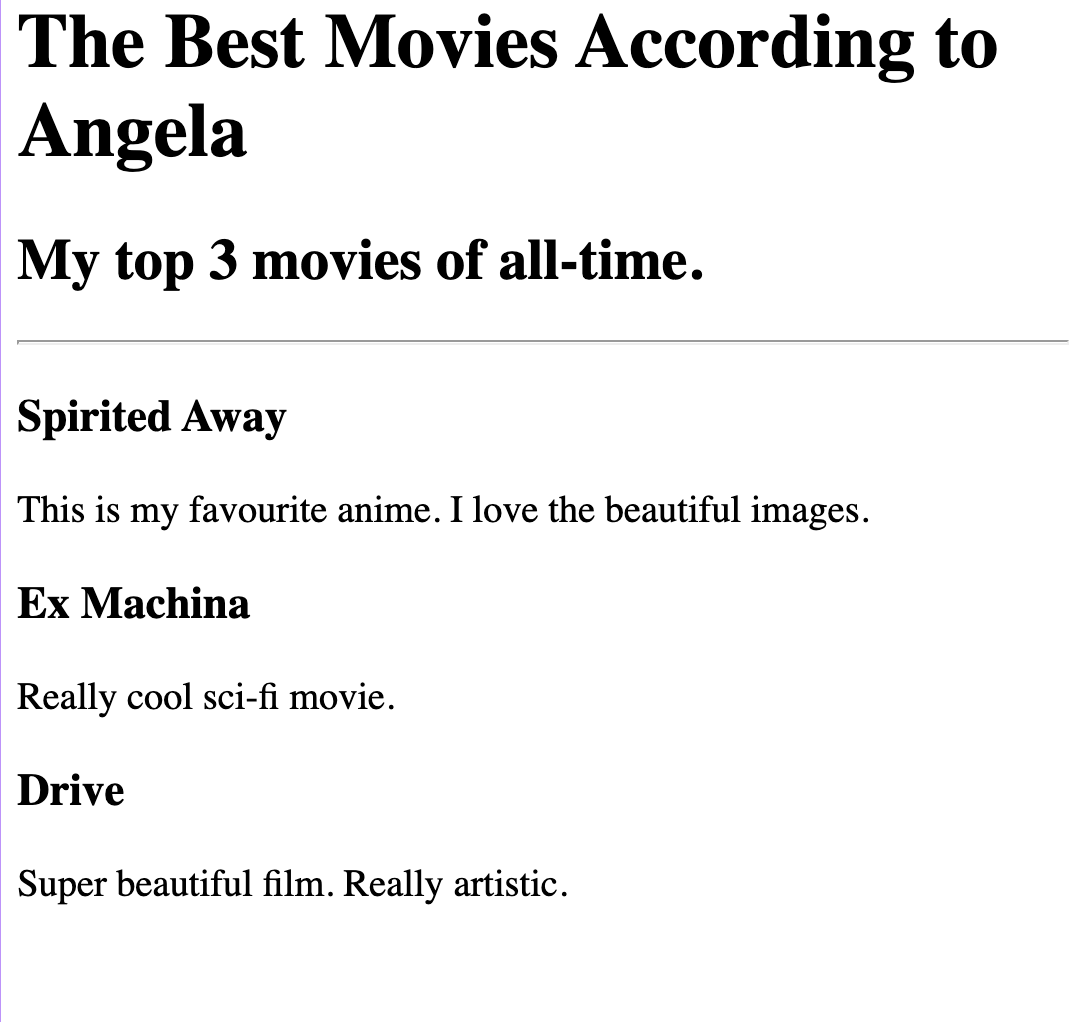 The Best Movies According to
Angela
My top 3 movies of all-time.
Spirited Away
This is my favourite anime. I love the beautiful images.
Ex Machina
Really cool sci-fi movie.
Drive
Super beautiful film. Really artistic.